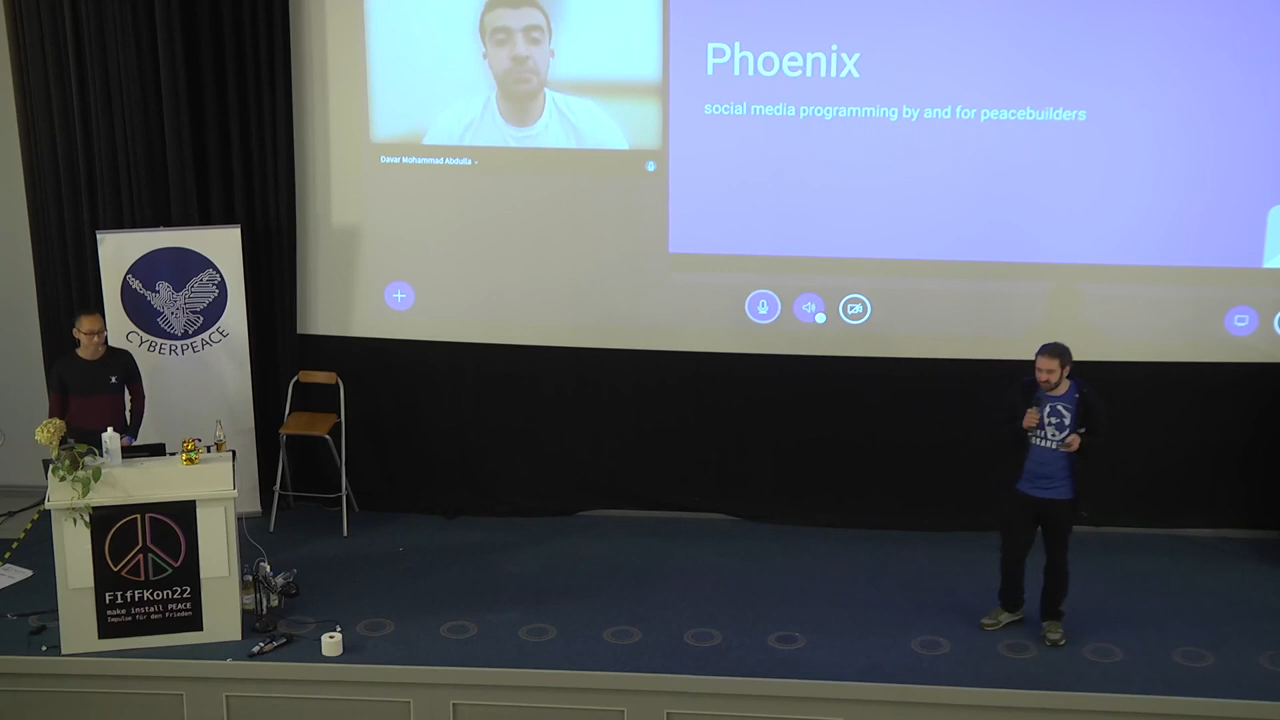 Phoenix
social media programming by and for peacebuilders
Davar Mohammad Abdulla
CYBERPEACE
FIfFKon22
make install PEACE
Impulse für den Frieden